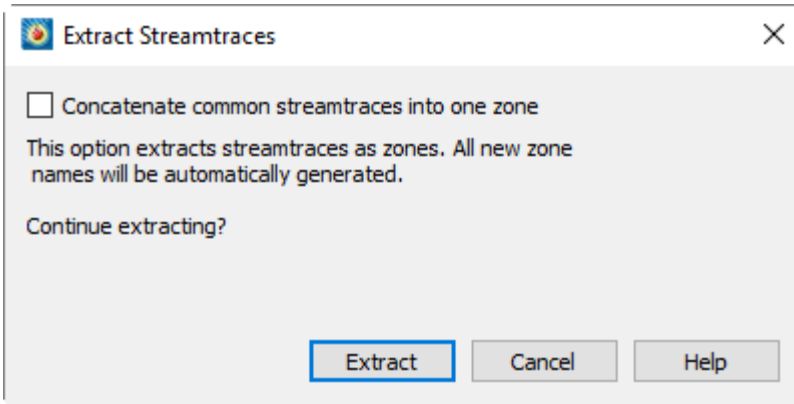 Extract Streamtraces
Concatenate common streamtraces into one zone
This option extracts streamtraces as zones. All new zone
names will be automatically generated.
Continue extracting?
Extract Cancel Help